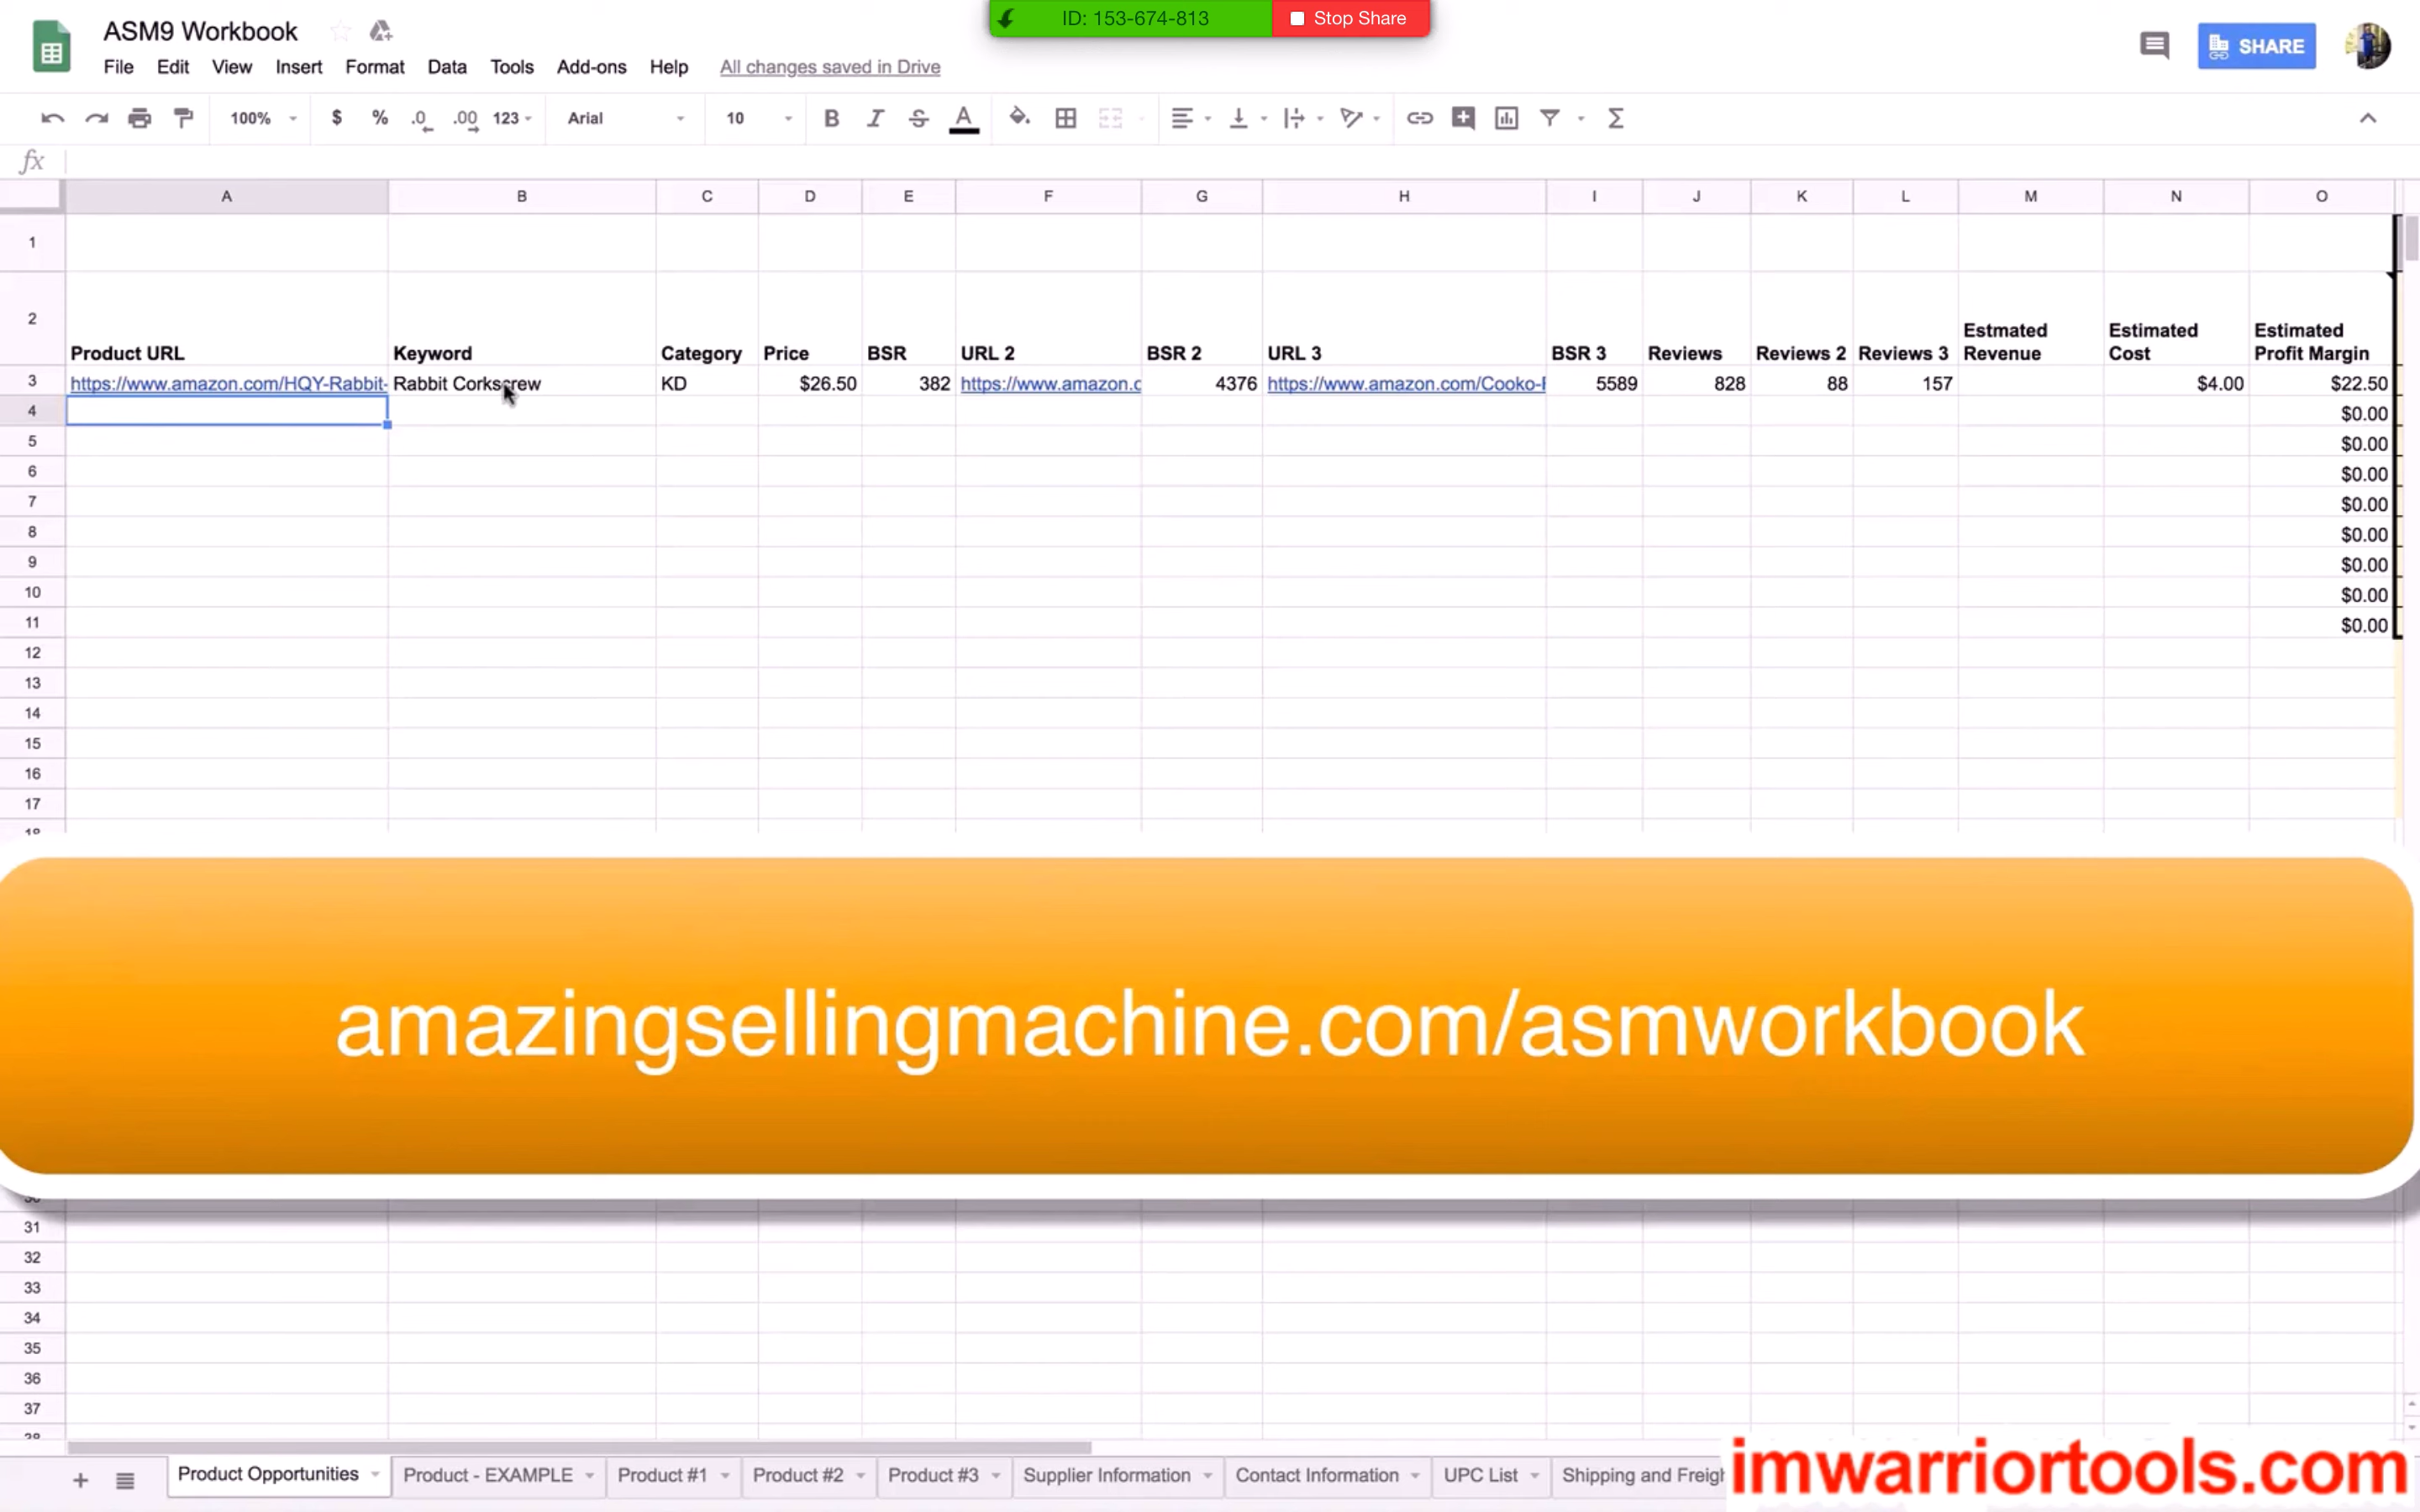 ASM9 Workbook
ID: 153-674-813 Stop Share
SHARE
File Edit View Insert Format Data Tools Add-ons Help All changes saved in Drive
100% $ % .0 .00 123 Arial 10 B I S A
fx
A B C D E F G H I J K L M N O
1
2 Product URL Keyword Category Price BSR URL 2 BSR 2 URL 3 BSR 3 Reviews Reviews 2 Reviews 3 Estmated Revenue Estimated Cost Estimated Profit Margin
3 https://www.amazon.com/HQY-Rabbit- Rabbit Corkscrew KD $26.50 382 https://www.amazon.c 4376 https://www.amazon.com/Cooko- 5589 828 88 157 $4.00 $22.50
4 $0.00
5 $0.00
6 $0.00
7 $0.00
8 $0.00
9 $0.00
10 $0.00
11 $0.00
12
13
14
15
16
17
amazingsellingmachine.com/asmworkbook
31
32
33
34
35
36
37
Product Opportunities Product - EXAMPLE Product #1 Product #2 Product #3 Supplier Information Contact Information UPC List Shipping and Freigh
imwarriortools.com